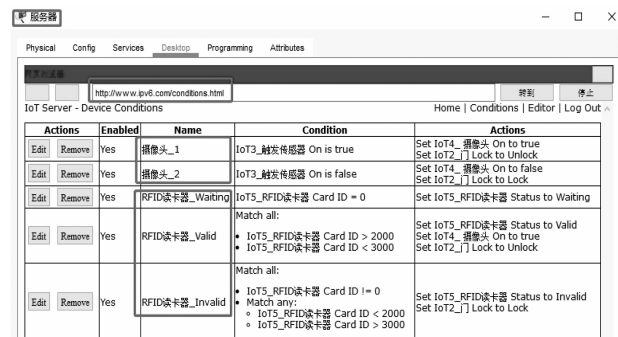 服务器
Physical Config Services Desktop Programming Attributes
网页浏览器
http://www.ipv6.com/conditions.html 转到 停止
IoT Server - Device Conditions Home | Conditions | Editor | Log Out
Actions Enabled Name Condition Actions
Edit Remove Yes 摄像头_1 IoT3_触发传感器 On is true Set IoT4_ 摄像头 On to true
Set IoT2_门 Lock to Unlock
Edit Remove Yes 摄像头_2 IoT3_触发传感器 On is false Set IoT4_ 摄像头 On to false
Set IoT2_门 Lock to Lock
Edit Remove Yes RFID读卡器_Waiting IoT5_RFID读卡器 Card ID = 0 Set IoT5_RFID读卡器 Status to Waiting
Edit Remove Yes RFID读卡器_Valid Match all:
• IoT5_RFID读卡器 Card ID > 2000
• IoT5_RFID读卡器 Card ID < 3000
Set IoT5_RFID读卡器 Status to Valid
Set IoT4_ 摄像头 On to true
Set IoT2_门 Lock to Unlock
Edit Remove Yes RFID读卡器_Invalid Match all:
• IoT5_RFID读卡器 Card ID != 0
• Match any:
◦ IoT5_RFID读卡器 Card ID < 2000
◦ IoT5_RFID读卡器 Card ID > 3000
Set IoT5_RFID读卡器 Status to Invalid
Set IoT2_门 Lock to Lock